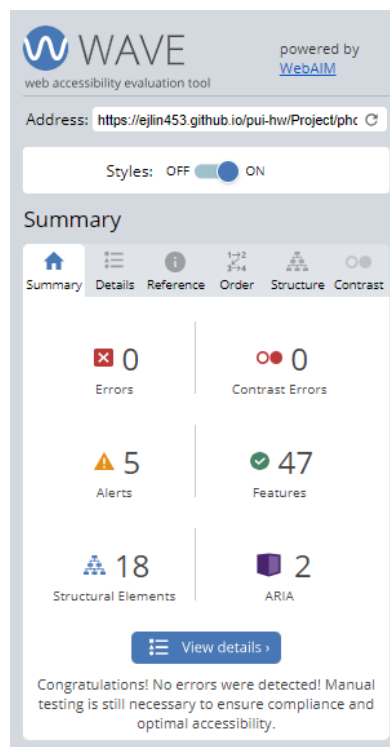 WAVE
powered by
WebAIM
web accessibility evaluation tool
Address: https://ejlin453.github.io/pui-hw/Project/phc
Styles: OFF ON
Summary
Summary Details Reference Order Structure Contrast
0 0
Errors Contrast Errors
5 47
Alerts Features
18 2
Structural Elements ARIA
View details ›
Congratulations! No errors were detected! Manual
testing is still necessary to ensure compliance and
optimal accessibility.